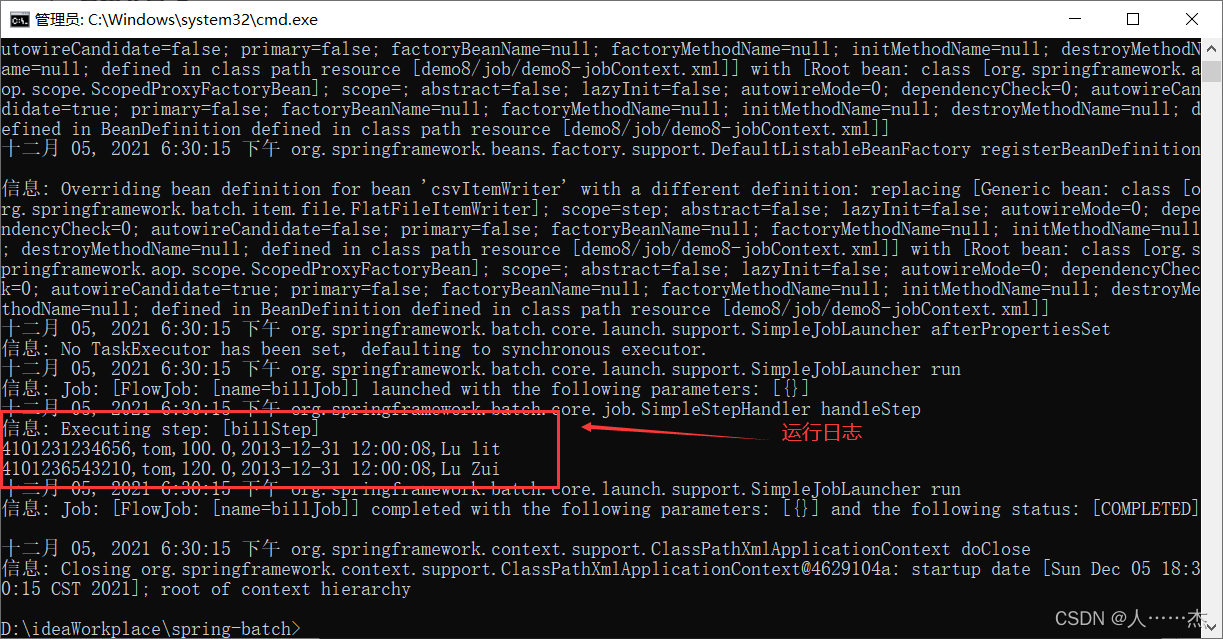 管理员: C:\Windows\system32\cmd.exe
utowireCandidate=false; primary=false; factoryBeanName=null; factoryMethodName=null; initMethodName=null; destroyMethodN
ame=null; defined in class path resource [demo8/job/demo8-jobContext.xml]] with [Root bean: class [org.springframework.a
op.scope.ScopedProxyFactoryBean]; scope=; abstract=false; lazyInit=false; autowireMode=0; dependencyCheck=0; autowireCan
didate=true; primary=false; factoryBeanName=null; factoryMethodName=null; initMethodName=null; destroyMethodName=null; d
efined in BeanDefinition defined in class path resource [demo8/job/demo8-jobContext.xml]]
十二月 05, 2021 6:30:15 下午 org.springframework.beans.factory.support.DefaultListableBeanFactory registerBeanDefinition
信息: Overriding bean definition for bean 'csvItemWriter' with a different definition: replacing [Generic bean: class [o
rg.springframework.batch.item.file.FlatFileItemWriter]; scope=step; abstract=false; lazyInit=false; autowireMode=0; depe
ndencyCheck=0; autowireCandidate=false; primary=false; factoryBeanName=null; factoryMethodName=null; initMethodName=null
; destroyMethodName=null; defined in class path resource [demo8/job/demo8-jobContext.xml]] with [Root bean: class [org.s
pringframework.aop.scope.ScopedProxyFactoryBean]; scope=; abstract=false; lazyInit=false; autowireMode=0; dependencyChec
k=0; autowireCandidate=true; primary=false; factoryBeanName=null; factoryMethodName=null; initMethodName=null; destroyMe
thodName=null; defined in BeanDefinition defined in class path resource [demo8/job/demo8-jobContext.xml]]
十二月 05, 2021 6:30:15 下午 org.springframework.batch.core.launch.support.SimpleJobLauncher afterPropertiesSet
信息: No TaskExecutor has been set, defaulting to synchronous executor.
十二月 05, 2021 6:30:15 下午 org.springframework.batch.core.launch.support.SimpleJobLauncher run
信息: Job: [FlowJob: [name=billJob]] launched with the following parameters: [{}]
十二月 05, 2021 6:30:15 下午 org.springframework.batch.core.job.SimpleStepHandler handleStep
信息: Executing step: [billStep]
运行日志
4101231234656,tom,100.0,2013-12-31 12:00:08,Lu lit
4101236543210,tom,120.0,2013-12-31 12:00:08,Lu Zui
十二月 05, 2021 6:30:15 下午 org.springframework.batch.core.launch.support.SimpleJobLauncher run
信息: Job: [FlowJob: [name=billJob]] completed with the following parameters: [{}] and the following status: [COMPLETED]
十二月 05, 2021 6:30:15 下午 org.springframework.context.support.ClassPathXmlApplicationContext doClose
信息: Closing org.springframework.context.support.ClassPathXmlApplicationContext@4629104a: startup date [Sun Dec 05 18:3
0:15 CST 2021]; root of context hierarchy
D:\ideaWorkplace\spring-batch>
CSDN @人……杰